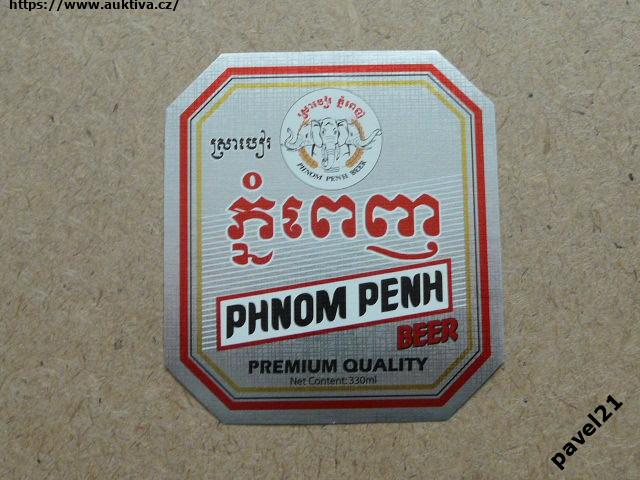 https://www.auktiva.cz/
ស្រាបៀរ ភ្នំពេញ
PHNOM PENH BEER
ស្រាបៀរ
ភ្នំពេញ
PHNOM PENH
BEER
PREMIUM QUALITY
Net Content: 330ml
pavel21